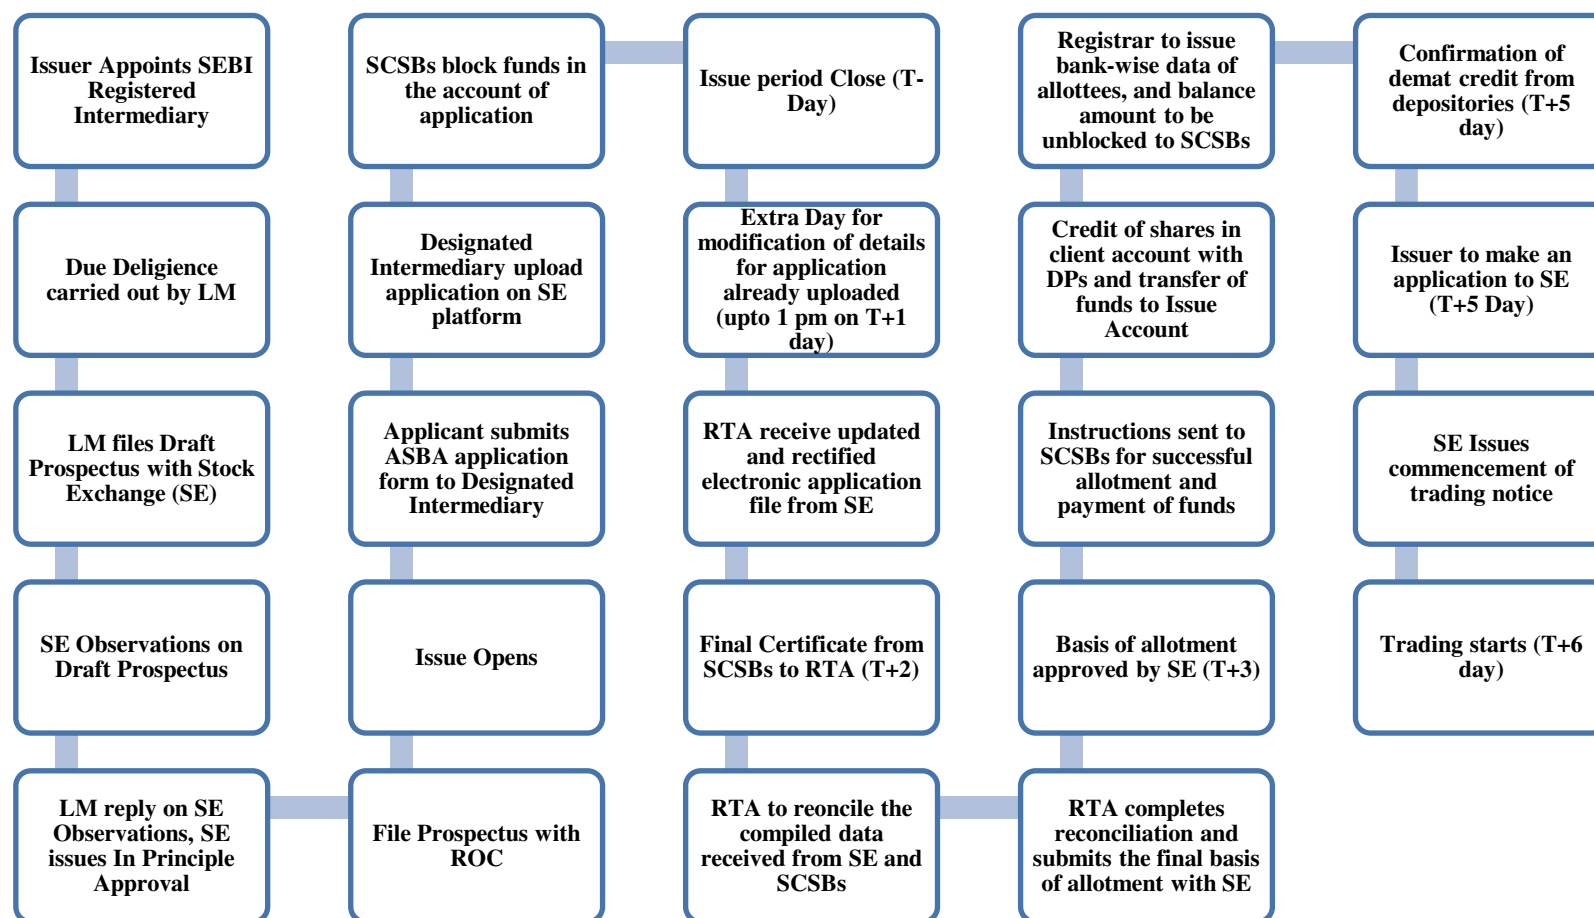 Issuer Appoints SEBI
Registered
Intermediary
Due Deligience
carried out by LM
LM files Draft
Prospectus with Stock
Exchange (SE)
SE Observations on
Draft Prospectus
LM reply on SE
Observations, SE
issues In Principle
Approval
File Prospectus with
ROC
Issue Opens
Applicant submits
ASBA application
form to Designated
Intermediary
Designated
Intermediary upload
application on SE
platform
SCSBs block funds in
the account of
application
Issue period Close (T-
Day)
Extra Day for
modification of details
for application
already uploaded
(upto 1 pm on T+1
day)
RTA receive updated
and rectified
electronic application
file from SE
Final Certificate from
SCSBs to RTA (T+2)
RTA to reconcile the
compiled data
received from SE and
SCSBs
RTA completes
reconciliation and
submits the final basis
of allotment with SE
Basis of allotment
approved by SE (T+3)
Instructions sent to
SCSBs for successful
allotment and
payment of funds
Credit of shares in
client account with
DPs and transfer of
funds to Issue
Account
Registrar to issue
bank-wise data of
allottees, and balance
amount to be
unblocked to SCSBs
Confirmation of
demat credit from
depositories (T+5
day)
Issuer to make an
application to SE
(T+5 Day)
SE Issues
commencement of
trading notice
Trading starts (T+6
day)